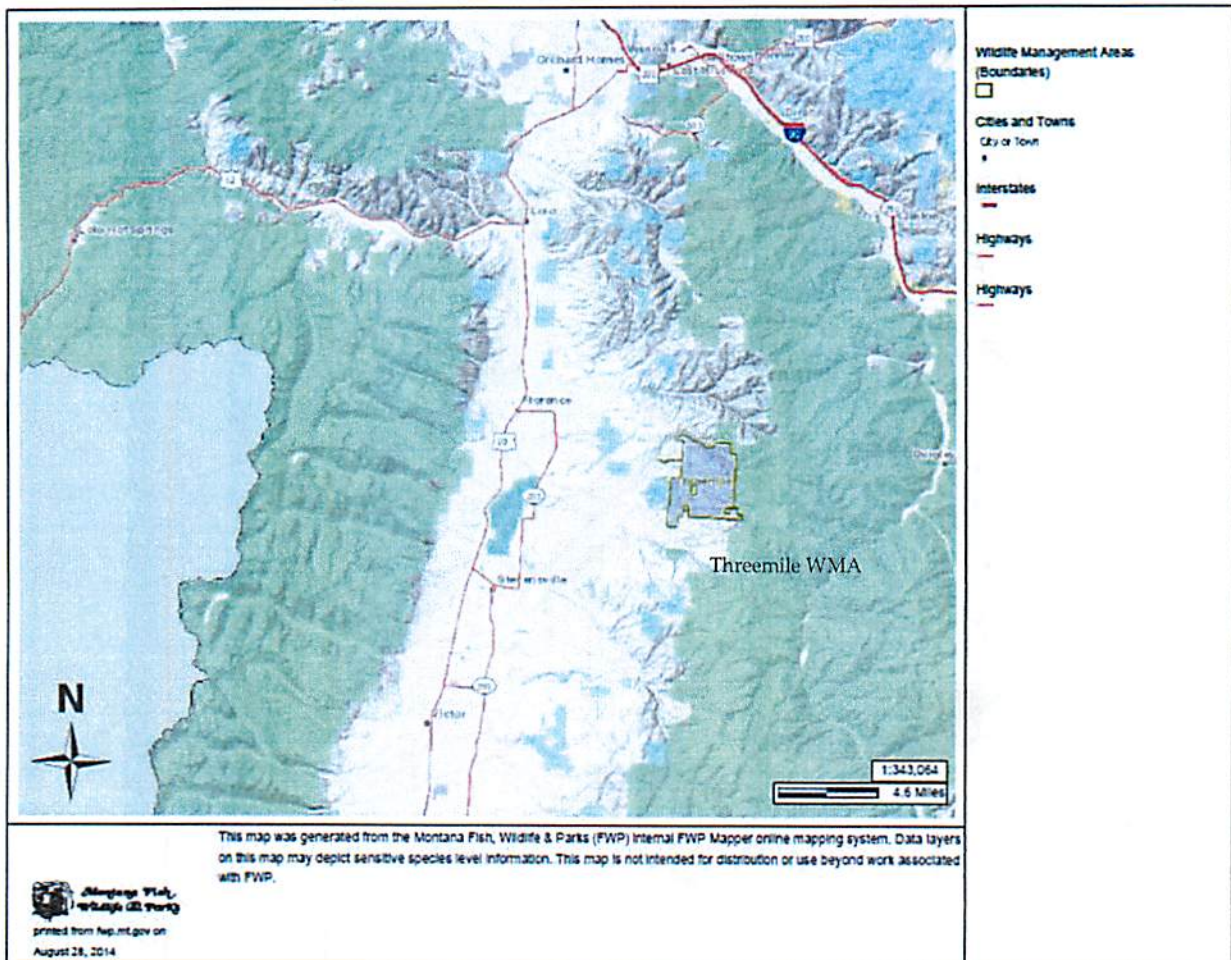 Orchard Homes
Missoula
12
Lolo Hot Springs
Lolo
Clinton
Florence
203
Threemile WMA
Stevensville
Victor
N
1:343,064
4.6 Miles
Wildlife Management Areas
(Boundaries)
Cities and Towns
City or Town
Interstates
Highways
Highways
This map was generated from the Montana Fish, Wildlife & Parks (FWP) Internal FWP Mapper online mapping system. Data layers
on this map may depict sensitive species level information. This map is not intended for distribution or use beyond work associated
with FWP.
Montana Fish,
Wildlife & Parks
printed from fwp.mt.gov on
August 28, 2014